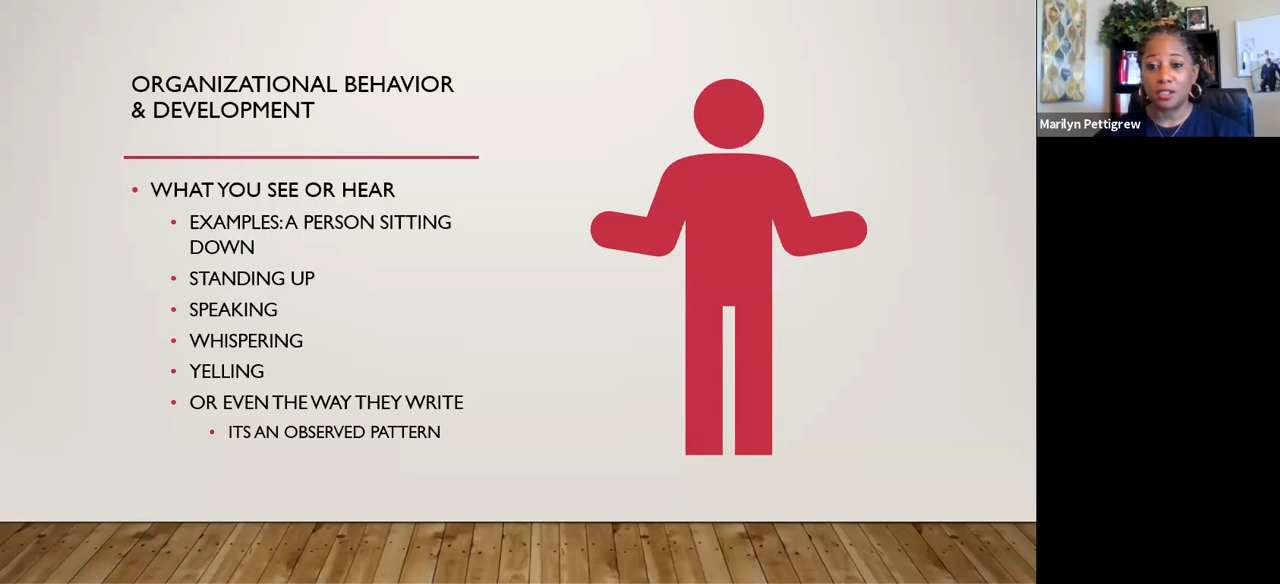 ORGANIZATIONAL BEHAVIOR
& DEVELOPMENT
• WHAT YOU SEE OR HEAR
• EXAMPLES: A PERSON SITTING
DOWN
• STANDING UP
• SPEAKING
• WHISPERING
• YELLING
• OR EVEN THE WAY THEY WRITE
• ITS AN OBSERVED PATTERN
Marilyn Pettigrew